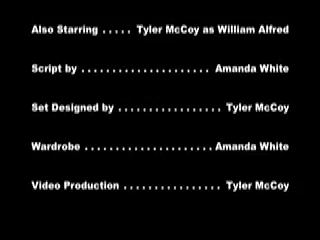 Also Starring ..... Tyler McCoy as William Alfred
Script by ..................... Amanda White
Set Designed by ................. Tyler McCoy
Wardrobe ..................... Amanda White
Video Production ................ Tyler McCoy